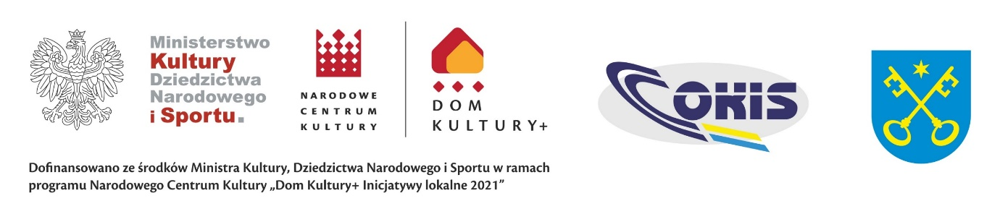 Ministerstwo
Kultury
Dziedzictwa
Narodowego
i Sportu.
NARODOWE
CENTRUM
KULTURY
DOM
KULTURY+
OKIS
Dofinansowano ze środków Ministra Kultury, Dziedzictwa Narodowego i Sportu w ramach
programu Narodowego Centrum Kultury „Dom Kultury+ Inicjatywy lokalne 2021”